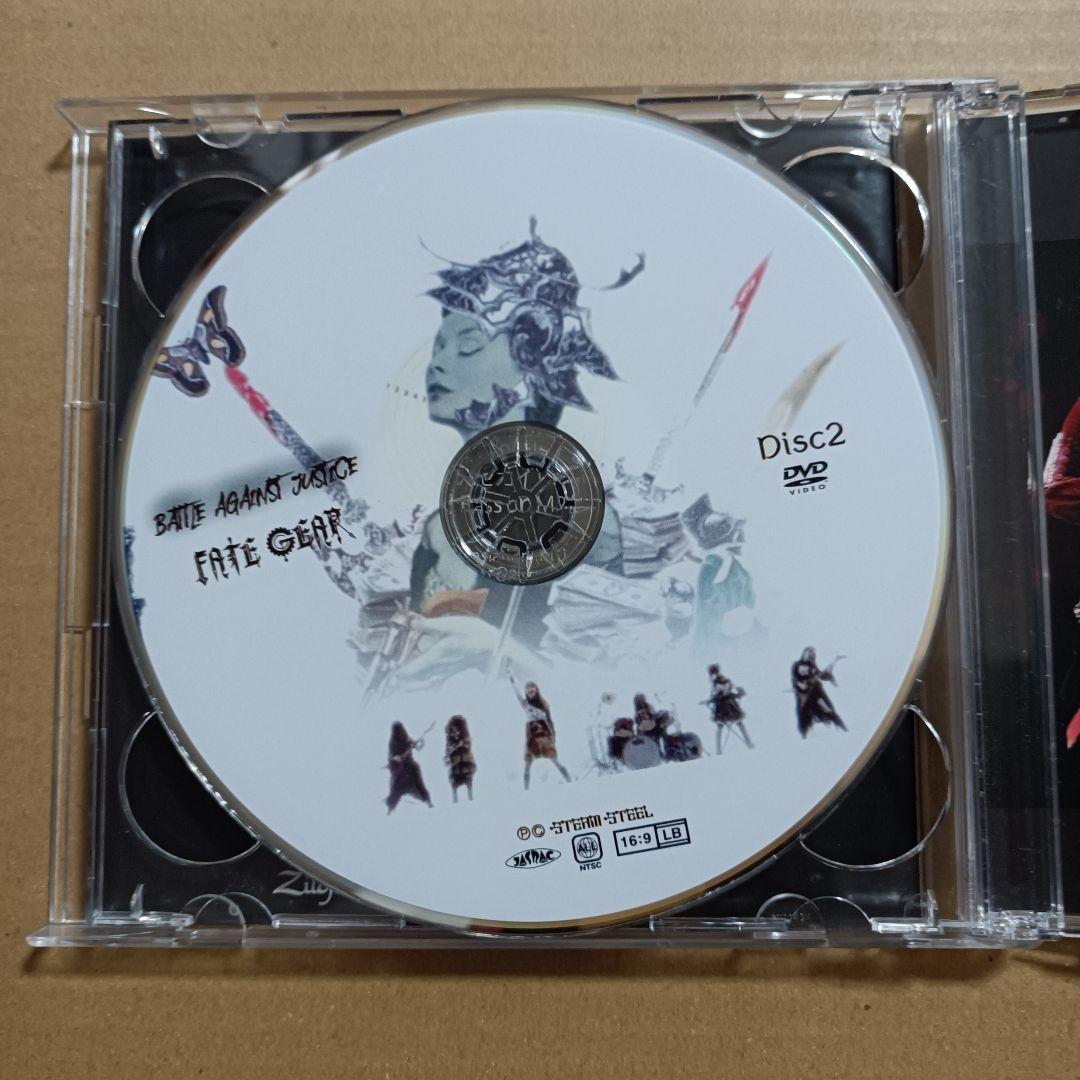 BATTLE AGAINST JUSTICE
FATE GEAR
Disc2
DVD
VIDEO
℗© STEAM STEEL
JASRAC
ALL
NTSC
16:9 LB